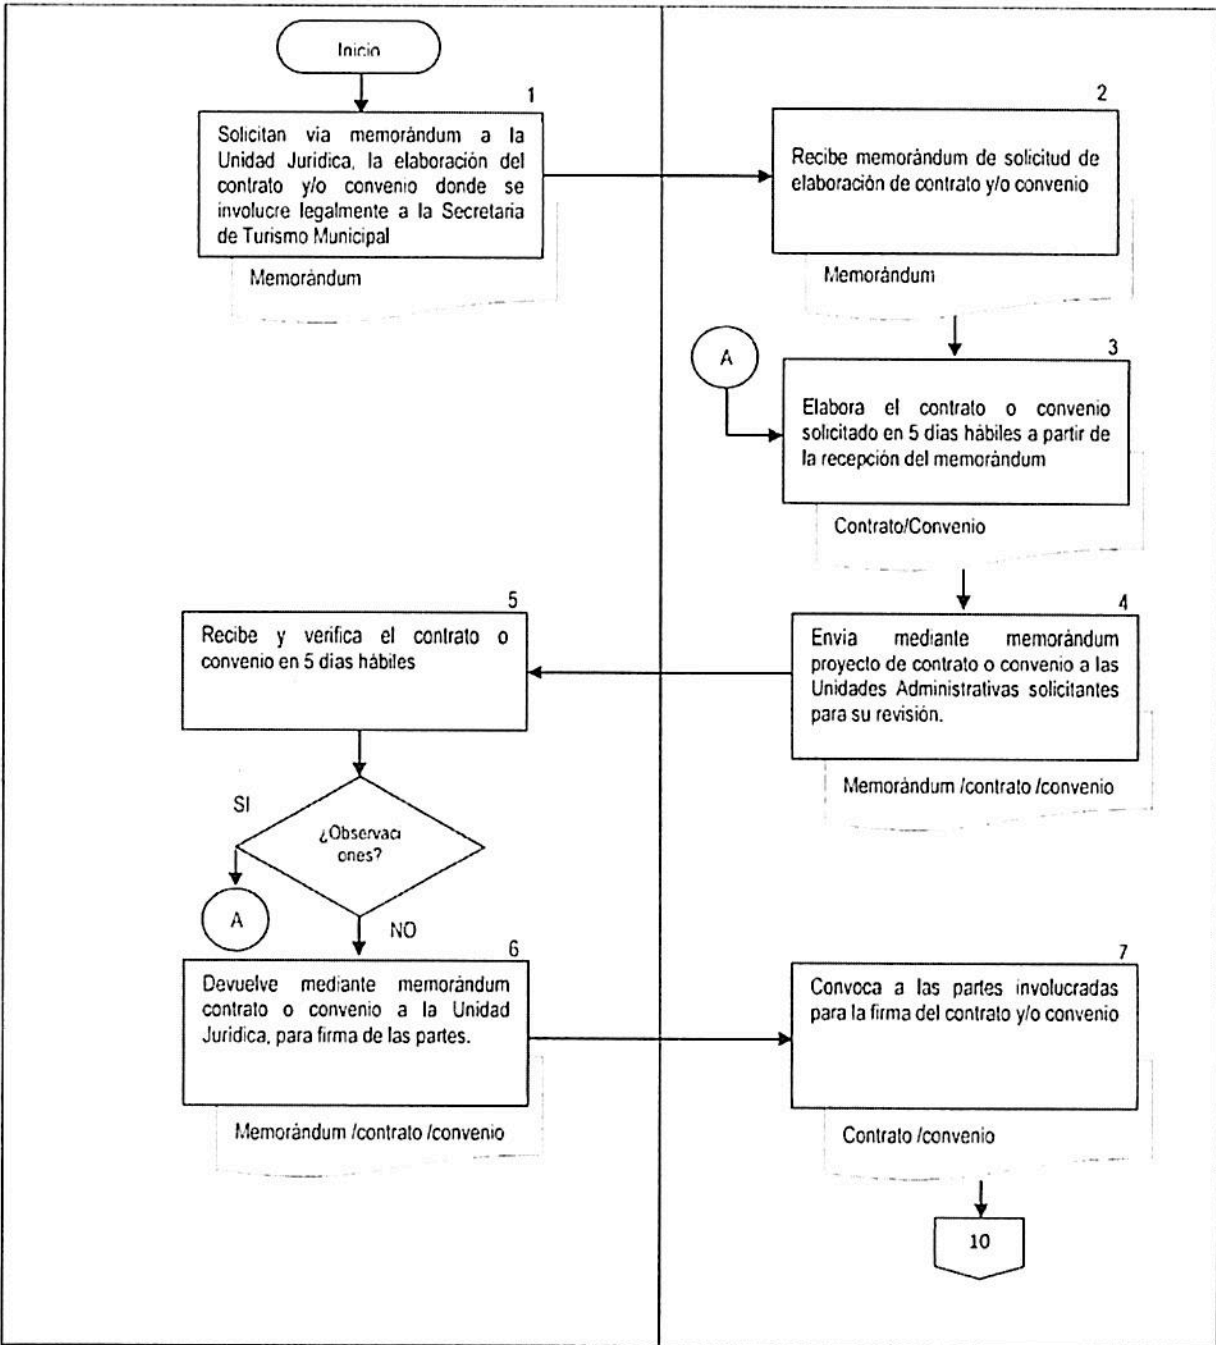 Inicio
1
Solicitan vía memorándum a la
Unidad Jurídica, la elaboración del
contrato y/o convenio donde se
involucre legalmente a la Secretaria
de Turismo Municipal
Memorándum
2
Recibe memorándum de solicitud de
elaboración de contrato y/o convenio
Memorándum
A
3
Elabora el contrato o convenio
solicitado en 5 días hábiles a partir de
la recepción del memorándum
Contrato/Convenio
4
Envía mediante memorándum
proyecto de contrato o convenio a las
Unidades Administrativas solicitantes
para su revisión.
Memorándum /contrato /convenio
5
Recibe y verifica el contrato o
convenio en 5 días hábiles
SI
¿Observaci
ones?
A
NO
6
Devuelve mediante memorándum
contrato o convenio a la Unidad
Jurídica, para firma de las partes.
Memorándum /contrato /convenio
7
Convoca a las partes involucradas
para la firma del contrato y/o convenio
Contrato /convenio
10